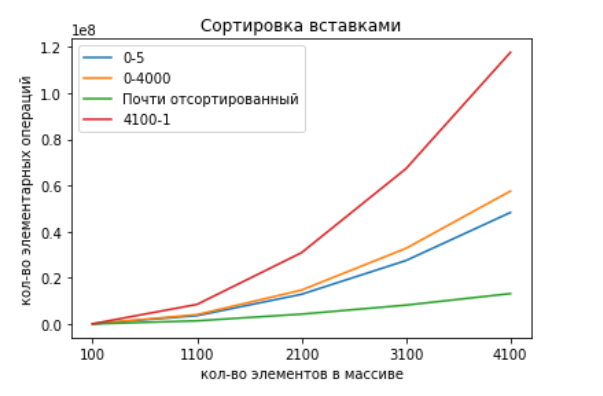 Сортировка вставками
1e8
0-5
0-4000
Почти отсортированный
4100-1
кол-во элементарных операций
1.2
1.0
0.8
0.6
0.4
0.2
0.0
100 1100 2100 3100 4100
кол-во элементов в массиве